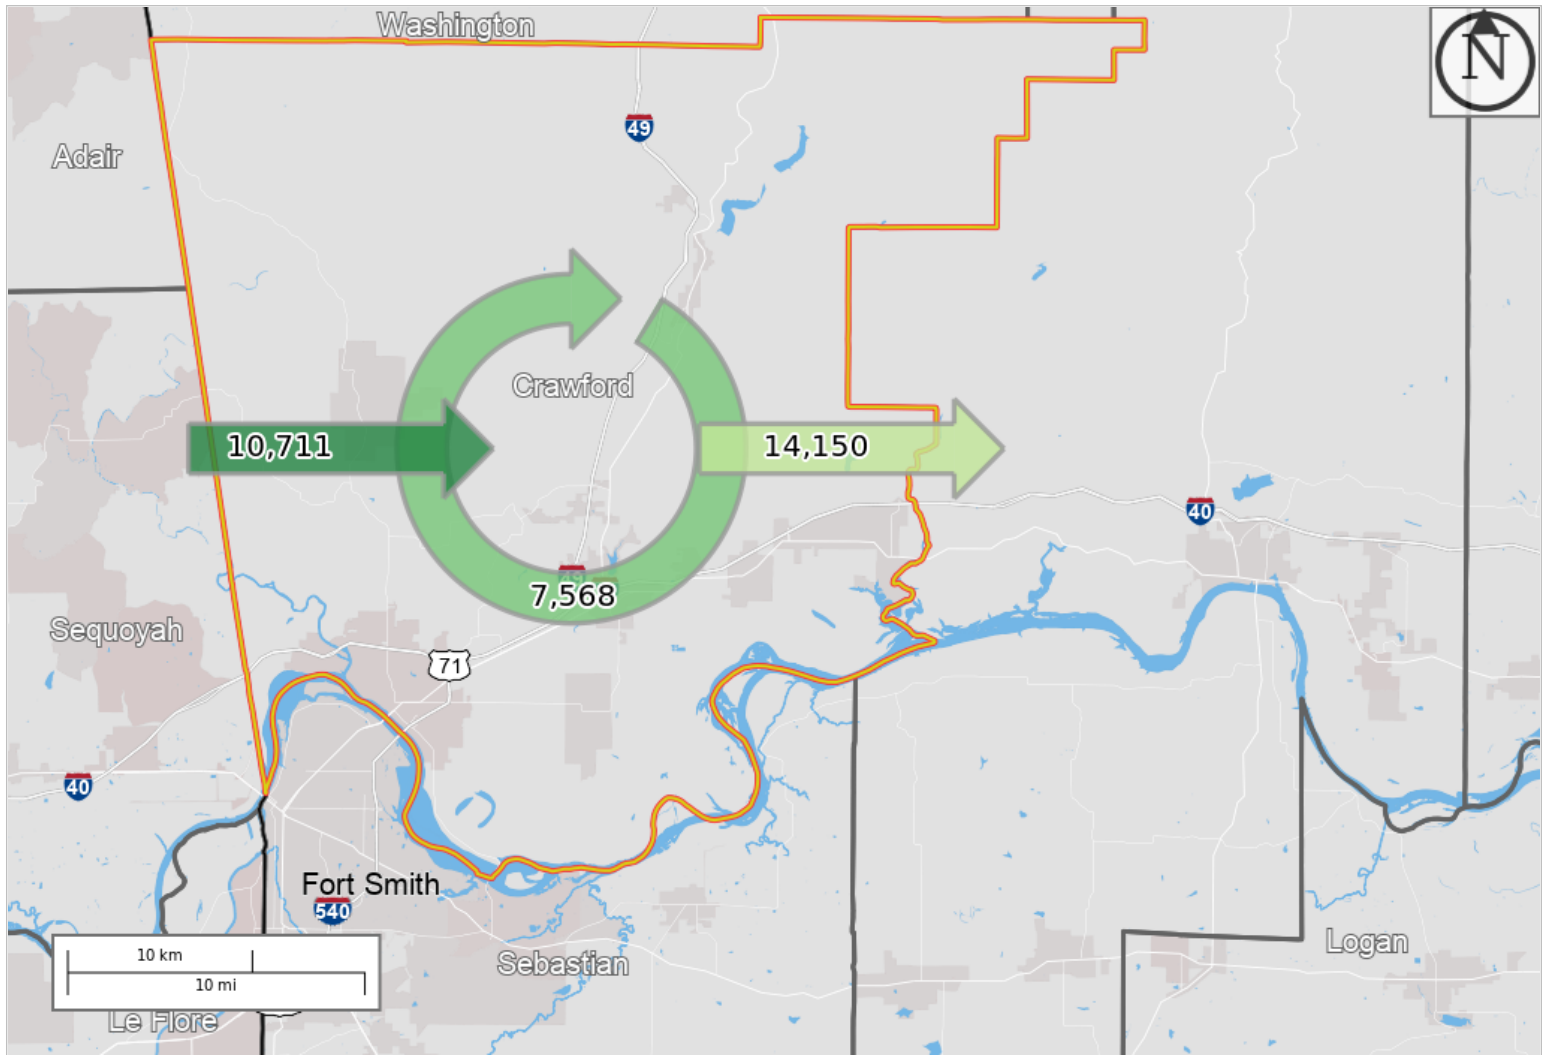 Washington
N
49
Adair
Crawford
10,711
14,150
40
49
7,568
Sequoyah
71
40
Fort Smith
540
Sebastian
Logan
10 km
10 mi
Le Flore